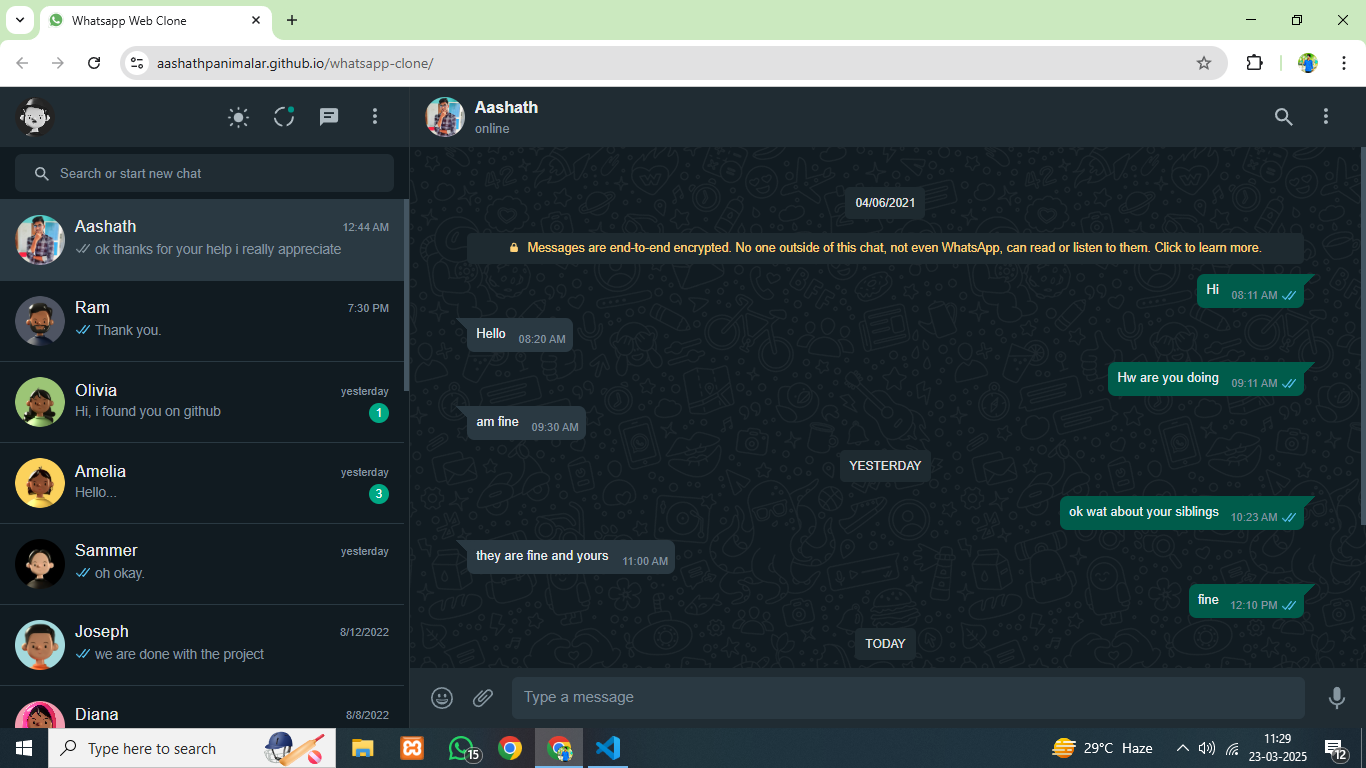 Whatsapp Web Clone
aashathpanimalar.github.io/whatsapp-clone/
Search or start new chat
Aashath
12:44 AM
ok thanks for your help i really appreciate
Ram
7:30 PM
Thank you.
Olivia
yesterday
Hi, i found you on github
1
Amelia
yesterday
Hello...
3
Sammer
yesterday
oh okay.
Joseph
8/12/2022
we are done with the project
Diana
8/8/2022
Aashath
online
04/06/2021
Messages are end-to-end encrypted. No one outside of this chat, not even WhatsApp, can read or listen to them. Click to learn more.
Hi 08:11 AM
Hello 08:20 AM
Hw are you doing 09:11 AM
am fine 09:30 AM
YESTERDAY
ok wat about your siblings 10:23 AM
they are fine and yours 11:00 AM
fine 12:10 PM
TODAY
Type a message
Type here to search
15
29°C Haze
11:29
23-03-2025
12